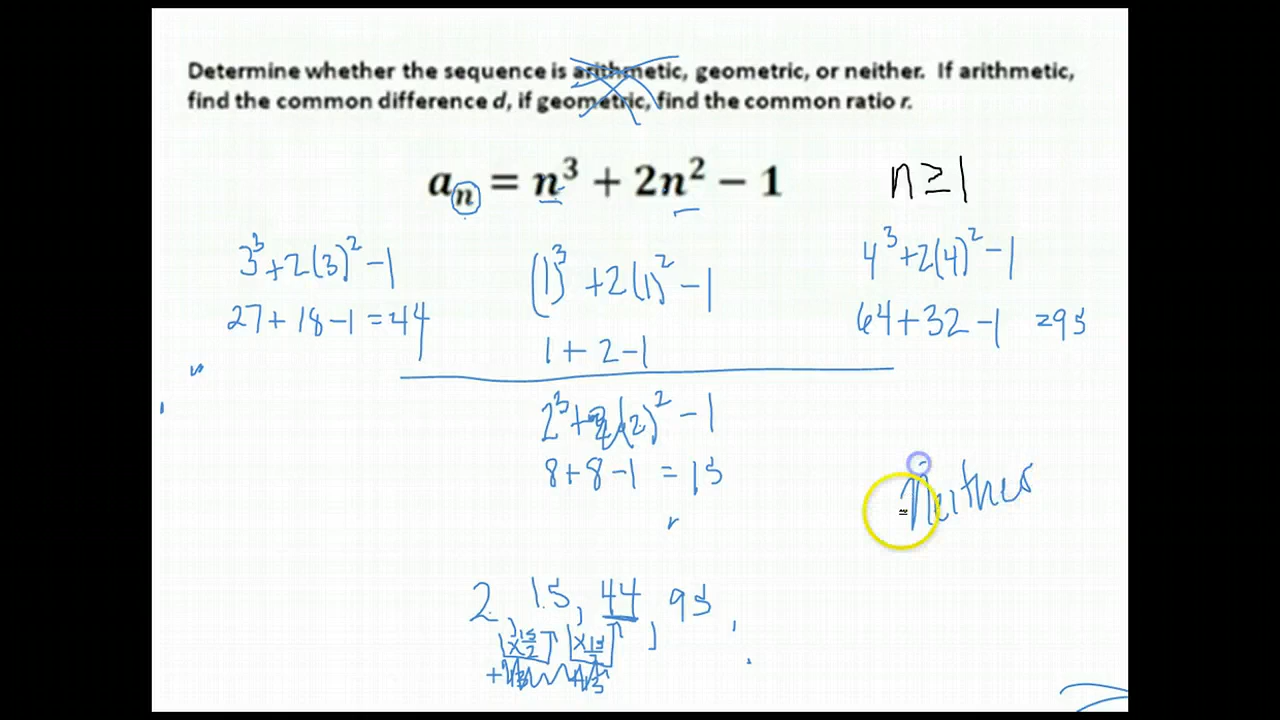 Determine whether the sequence is arithmetic, geometric, or neither. If arithmetic,
find the common difference d, if geometric, find the common ratio r.
aₙ = n³ + 2n² − 1
n ≥ 1
3³ + 2(3)² − 1
27 + 18 − 1 = 44
(1)³ + 2(1)² − 1
1 + 2 − 1
4³ + 2(4)² − 1
64 + 32 − 1 = 95
2³ + 2(2)² − 1
8 + 8 − 1 = 15
Neither
2, 15, 44, 95
×15/2